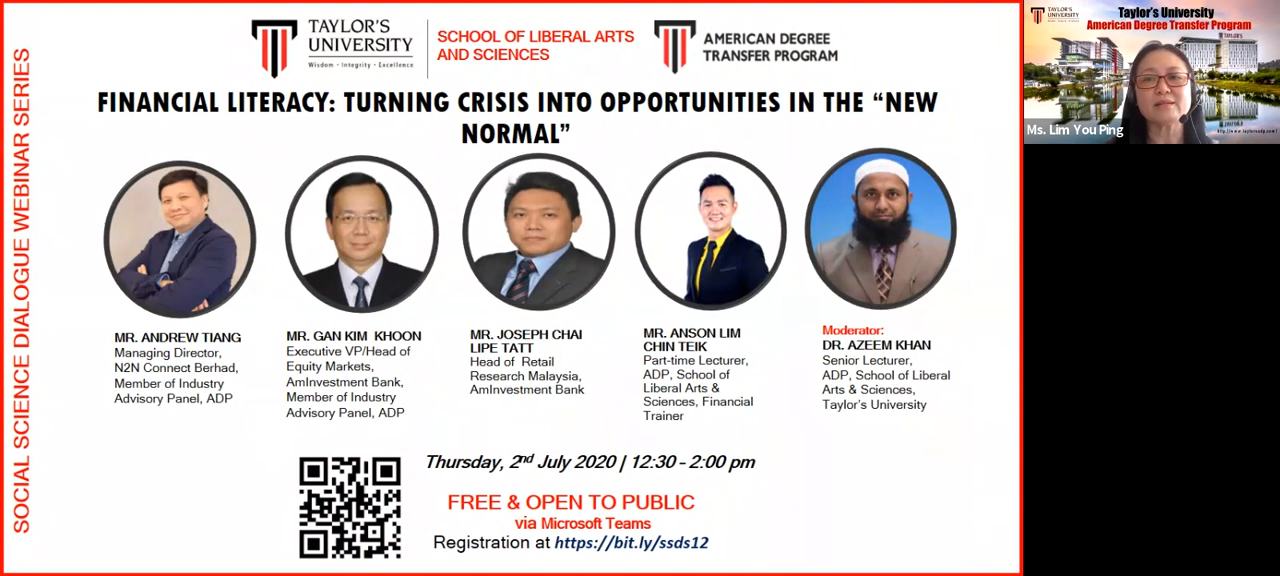 SOCIAL SCIENCE DIALOGUE WEBINAR SERIES
TAYLOR'S
UNIVERSITY
Wisdom · Integrity · Excellence
SCHOOL OF LIBERAL ARTS
AND SCIENCES
AMERICAN DEGREE
TRANSFER PROGRAM
FINANCIAL LITERACY: TURNING CRISIS INTO OPPORTUNITIES IN THE “NEW
NORMAL”
MR. ANDREW TIANG
Managing Director,
N2N Connect Berhad,
Member of Industry
Advisory Panel, ADP
MR. GAN KIM KHOON
Executive VP/Head of
Equity Markets,
AmInvestment Bank,
Member of Industry
Advisory Panel, ADP
MR. JOSEPH CHAI
LIPE TATT
Head of Retail
Research Malaysia,
AmInvestment Bank
MR. ANSON LIM
CHIN TEIK
Part-time Lecturer,
ADP, School of
Liberal Arts &
Sciences, Financial
Trainer
Moderator:
DR. AZEEM KHAN
Senior Lecturer,
ADP, School of Liberal
Arts & Sciences,
Taylor's University
Thursday, 2nd July 2020 | 12:30 - 2:00 pm
FREE & OPEN TO PUBLIC
via Microsoft Teams
Registration at https://bit.ly/ssds12
TAYLOR'S
UNIVERSITY
Taylor's University
American Degree Transfer Program
Ms. Lim You Ping